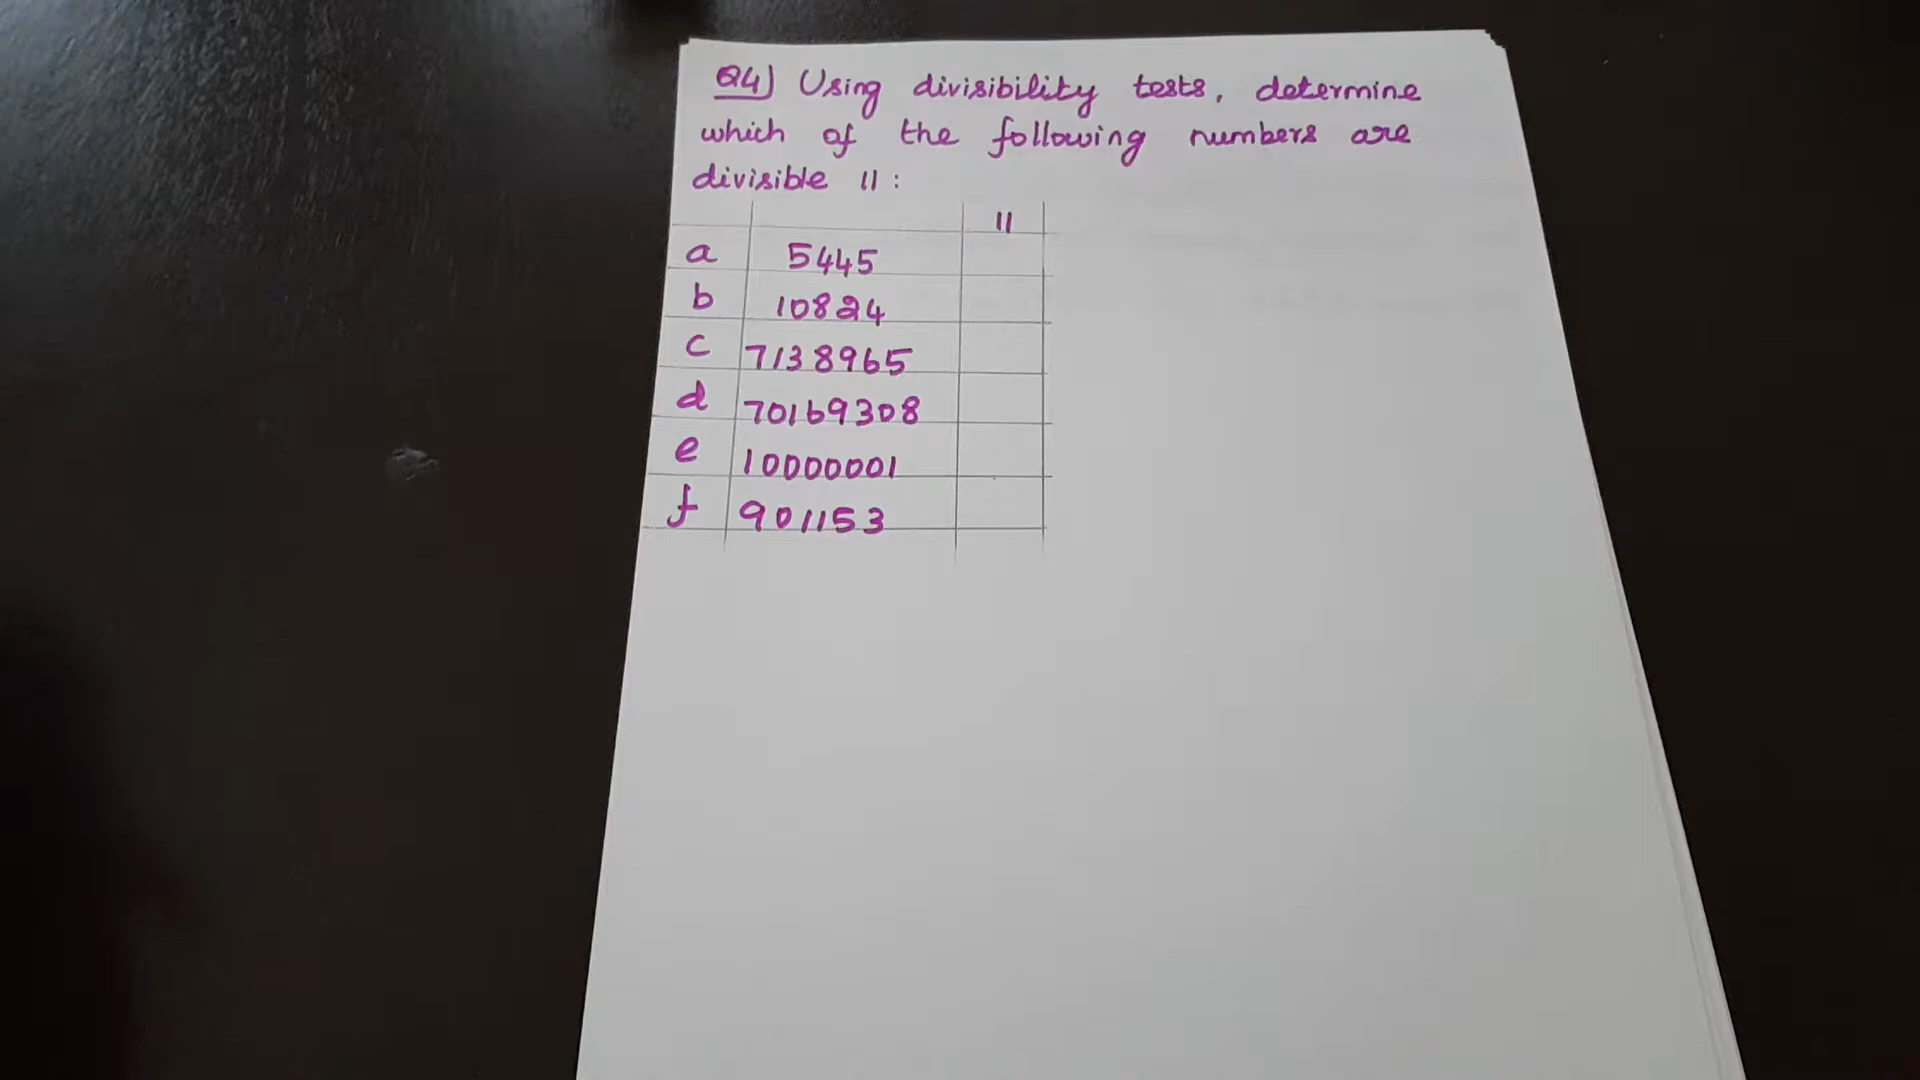 Q4) Using divisibility tests, determine
which of the following numbers are
divisible 11 :
11
a 5445
b 10824
c 7138965
d 70169308
e 10000001
f 901153